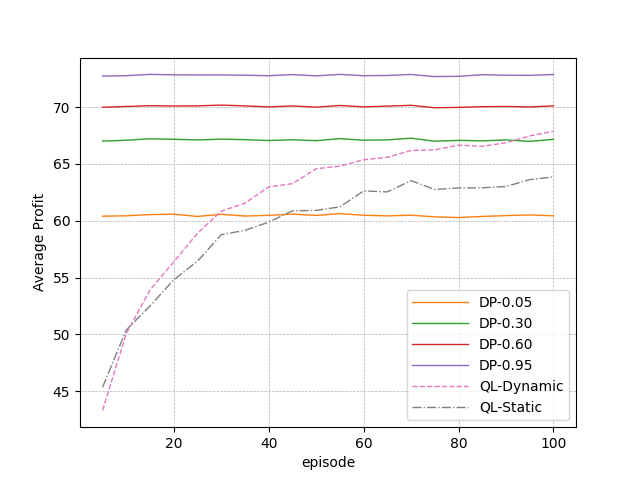 Average Profit
70
65
60
55
50
45
20
40
60
80
100
episode
DP-0.05
DP-0.30
DP-0.60
DP-0.95
QL-Dynamic
QL-Static